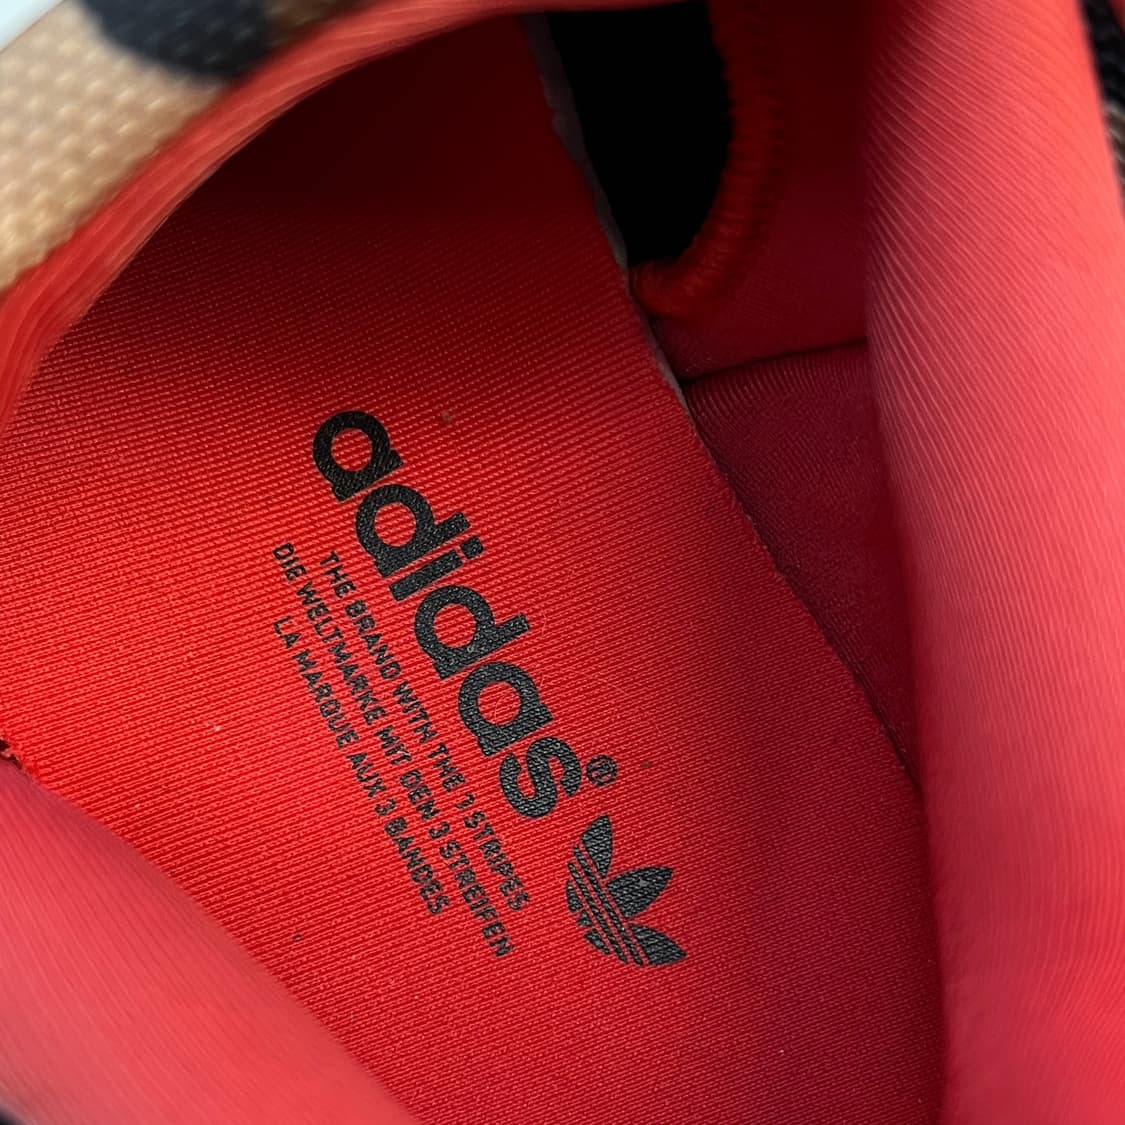 adidas®
THE BRAND WITH THE 3 STRIPES
DIE WELTMARKE MIT DEN 3 STREIFEN
LA MARQUE AUX 3 BANDES